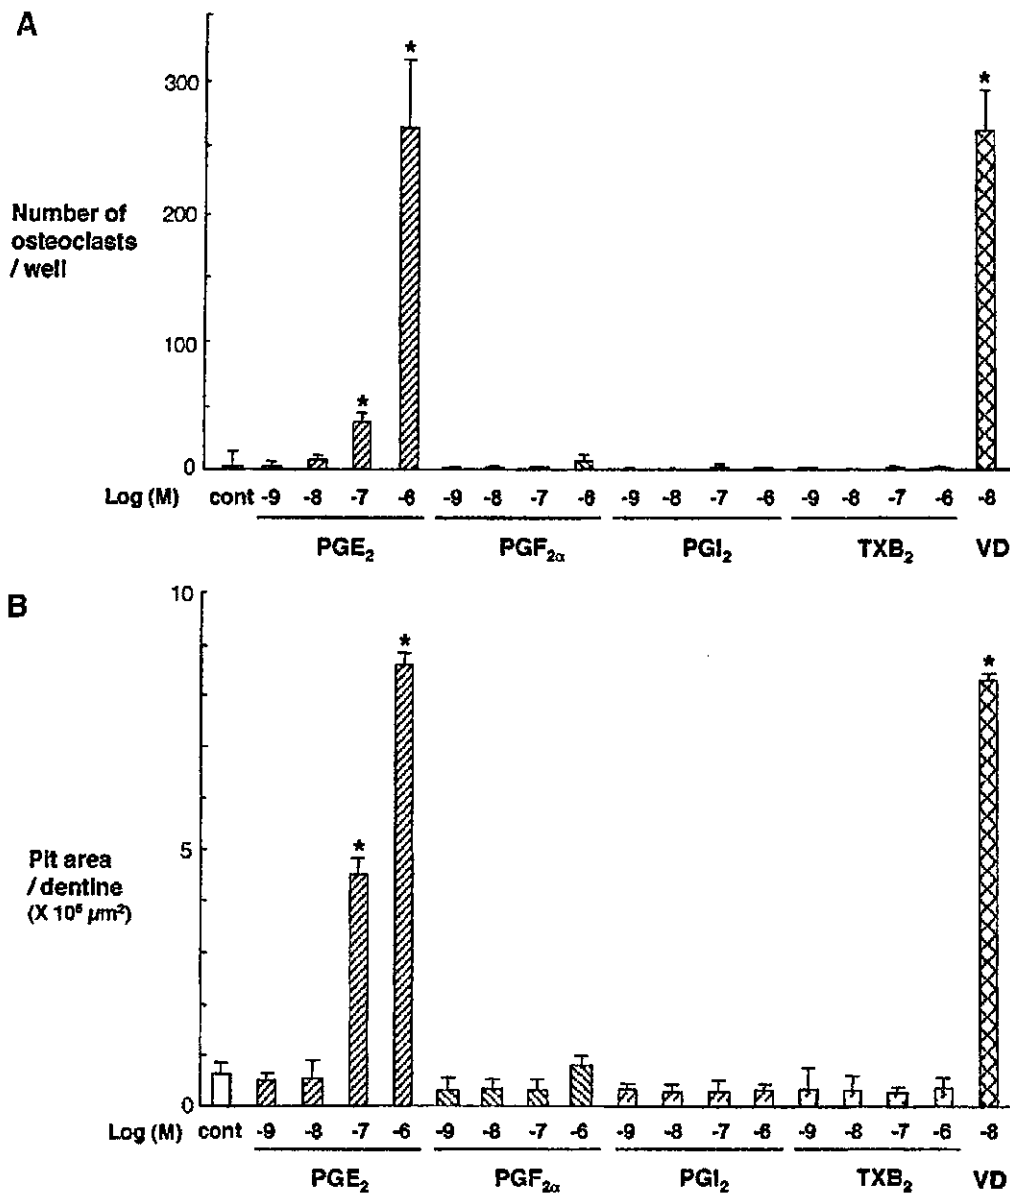 A
*
*
300
Number of
osteoclasts
/ well
200
100
*
0
Log (M) cont -9 -8 -7 -6 -9 -8 -7 -6 -9 -8 -7 -6 -9 -8 -7 -6 -8
PGE₂ PGF₂α PGI₂ TXB₂ VD
B
10
*
*
*
5
Pit area
/ dentine
(X 10⁵ µm²)
0
Log (M) cont -9 -8 -7 -6 -9 -8 -7 -6 -9 -8 -7 -6 -9 -8 -7 -6 -8
PGE₂ PGF₂α PGI₂ TXB₂ VD